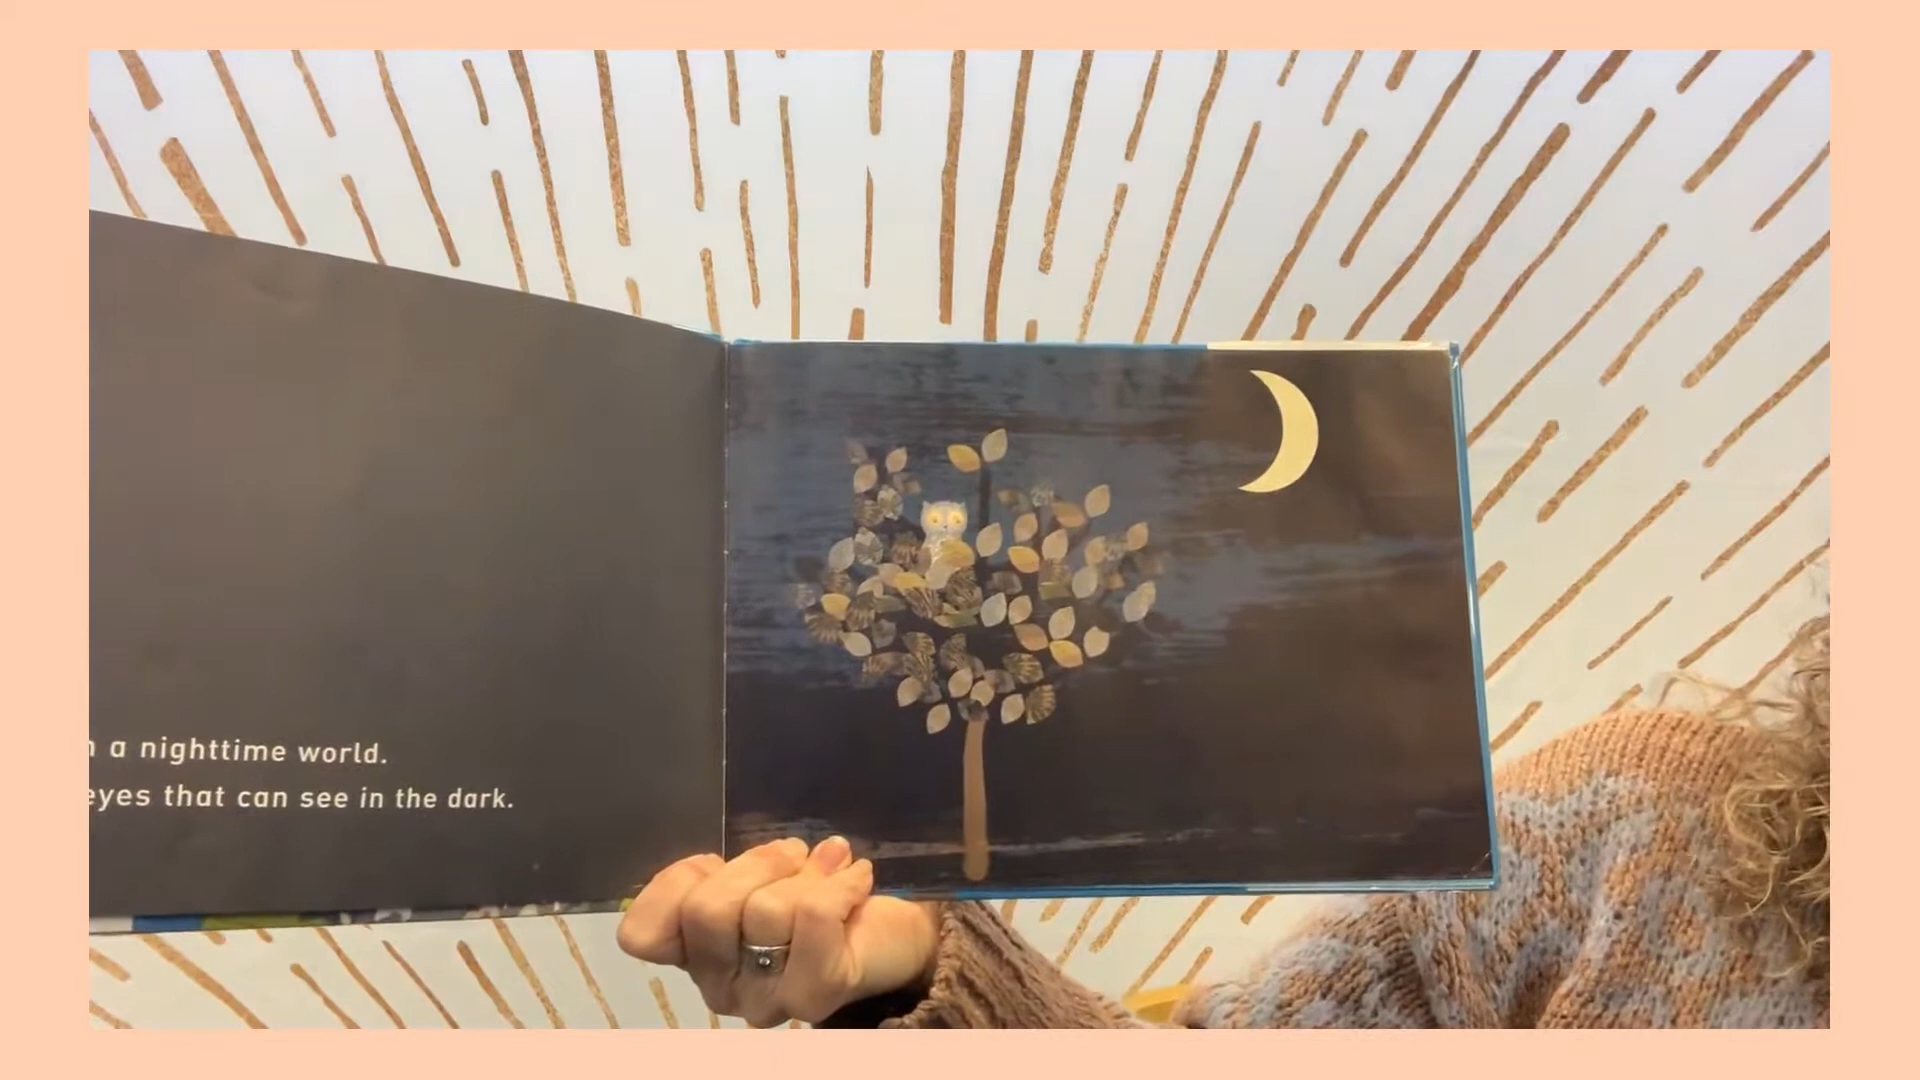 a nighttime world.
eyes that can see in the dark.